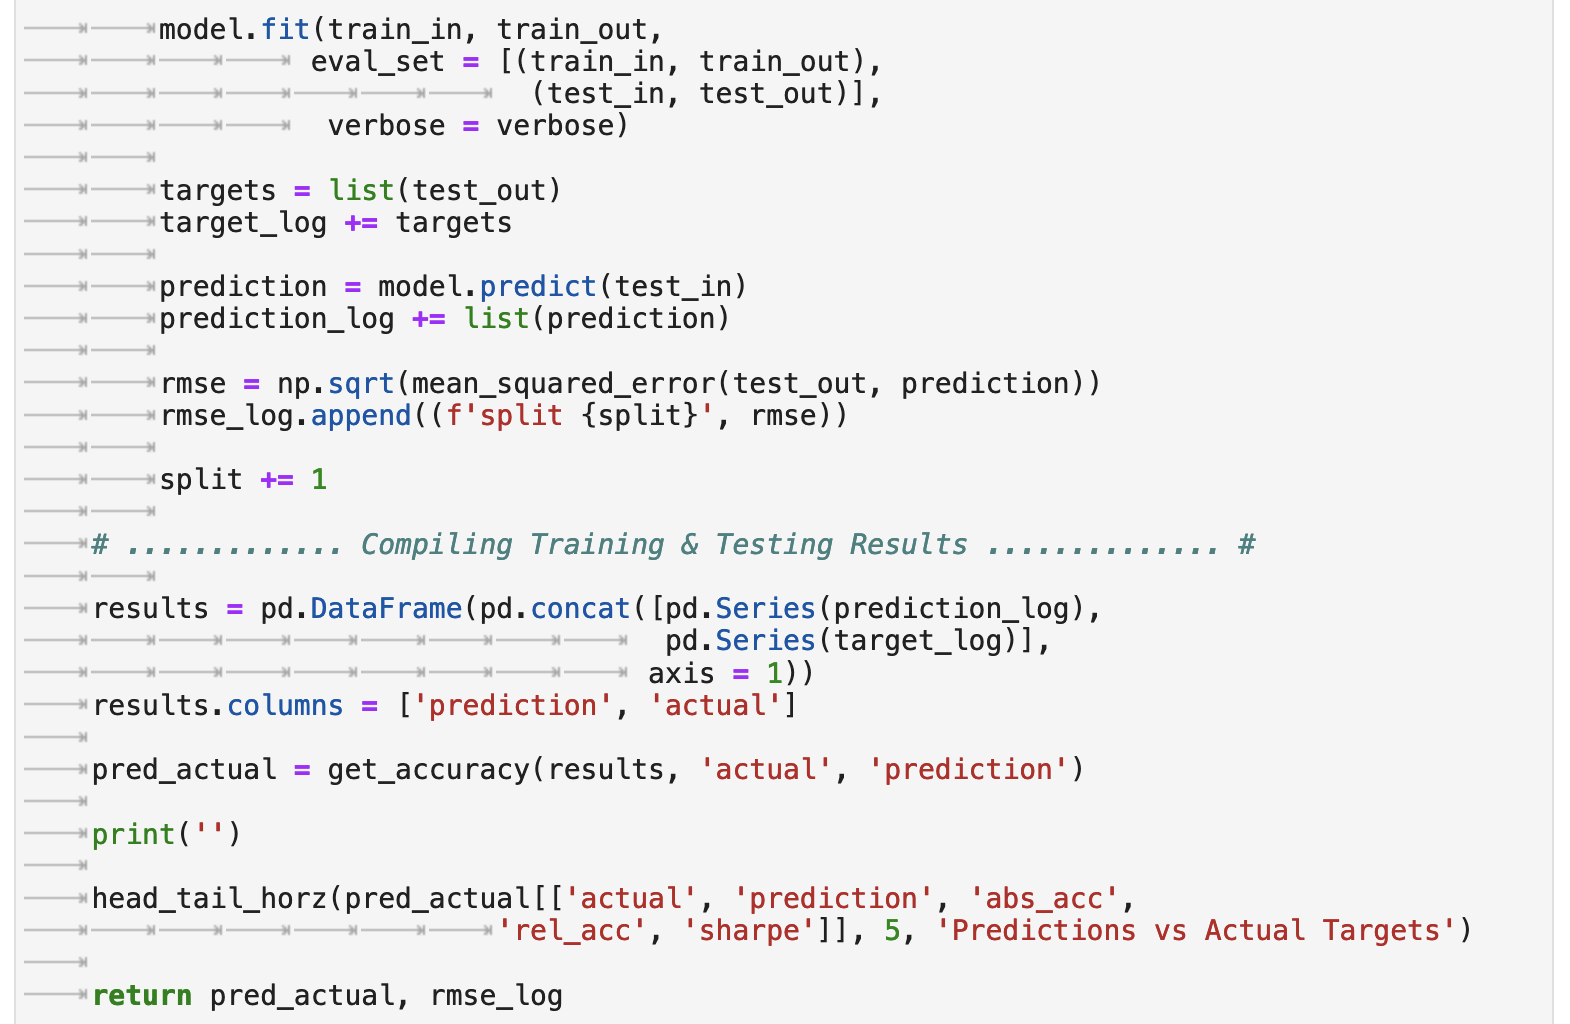 model.fit(train_in, train_out,
eval_set = [(train_in, train_out),
(test_in, test_out)],
verbose = verbose)
targets = list(test_out)
target_log += targets
prediction = model.predict(test_in)
prediction_log += list(prediction)
rmse = np.sqrt(mean_squared_error(test_out, prediction))
rmse_log.append((f'split {split}', rmse))
split += 1
# ............. Compiling Training & Testing Results .............. #
results = pd.DataFrame(pd.concat([pd.Series(prediction_log),
pd.Series(target_log)],
axis = 1))
results.columns = ['prediction', 'actual']
pred_actual = get_accuracy(results, 'actual', 'prediction')
print('')
head_tail_horz(pred_actual[['actual', 'prediction', 'abs_acc',
'rel_acc', 'sharpe']], 5, 'Predictions vs Actual Targets')
return pred_actual, rmse_log